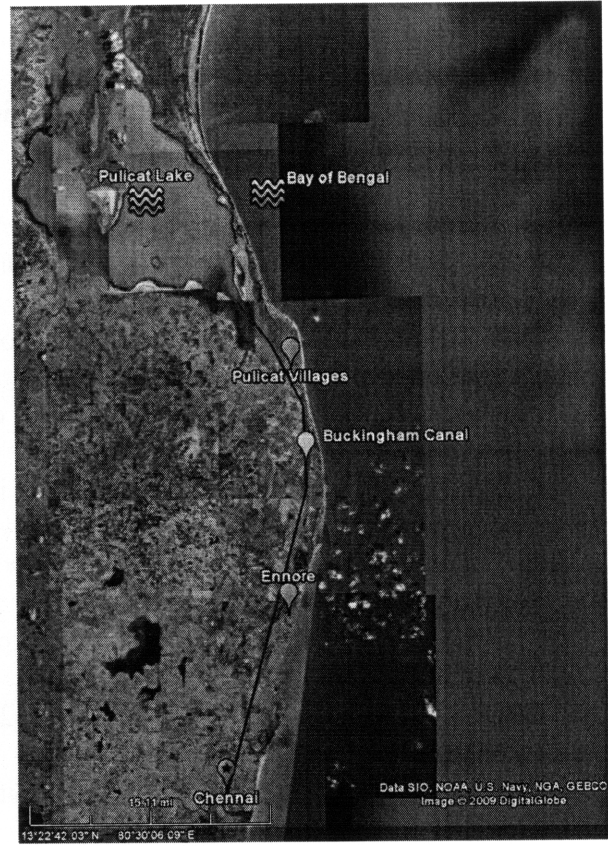 Pulicat Lake
Bay of Bengal
Pulicat Villages
Buckingham Canal
Ennore
Chennai
15.11 mi
Data SIO, NOAA, U.S. Navy, NGA, GEBCO
Image © 2009 DigitalGlobe
13°22'42.03" N 80°30'06.09" E